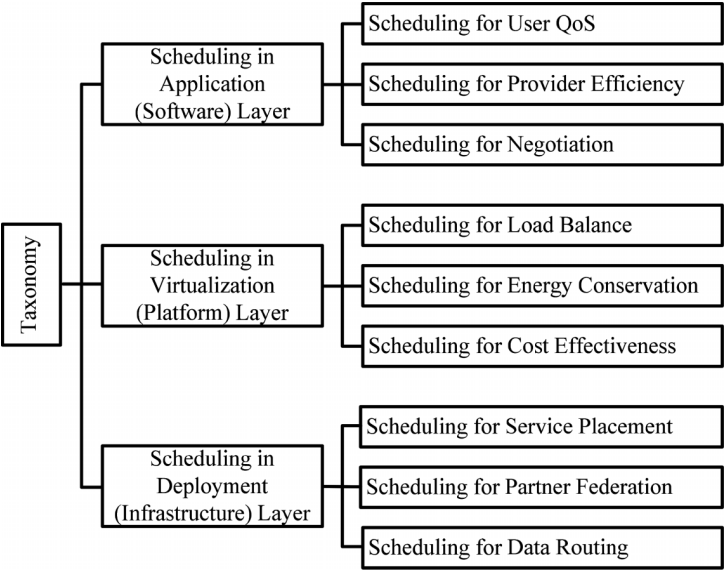 Taxonomy
Scheduling in
Application
(Software) Layer
Scheduling for User QoS
Scheduling for Provider Efficiency
Scheduling for Negotiation
Scheduling in
Virtualization
(Platform) Layer
Scheduling for Load Balance
Scheduling for Energy Conservation
Scheduling for Cost Effectiveness
Scheduling in
Deployment
(Infrastructure) Layer
Scheduling for Service Placement
Scheduling for Partner Federation
Scheduling for Data Routing